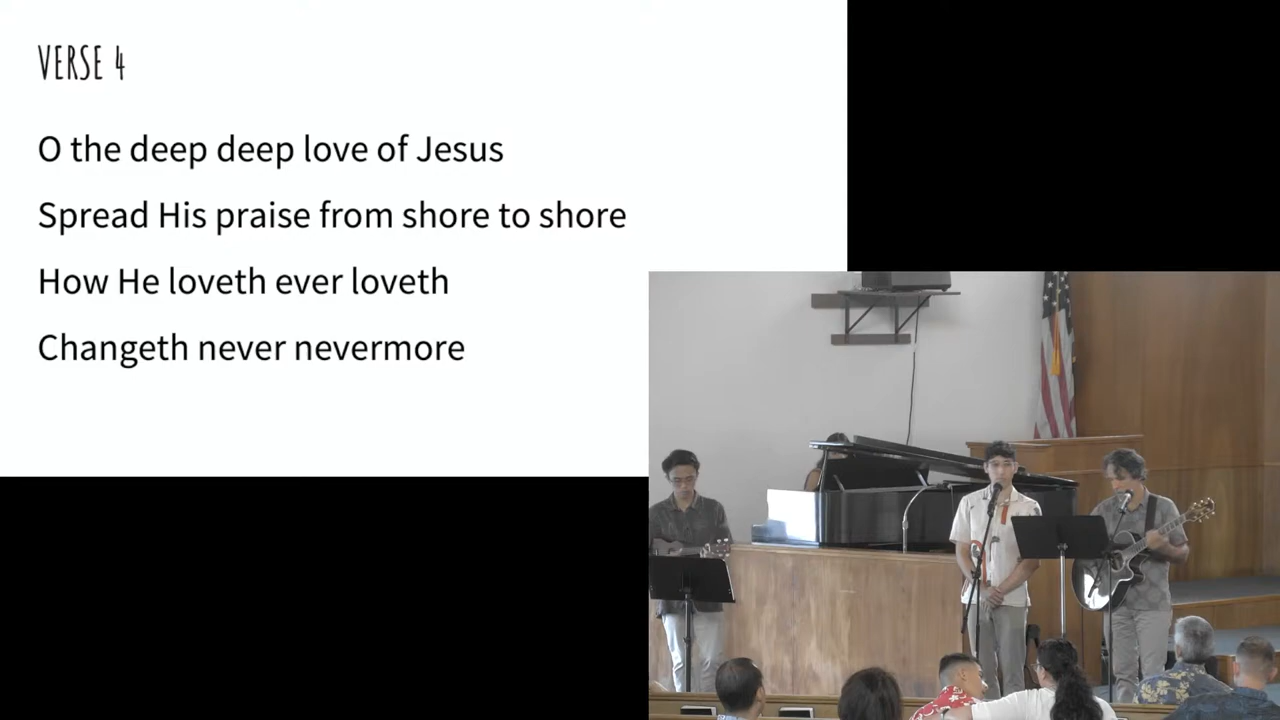 VERSE 4
O the deep deep love of Jesus
Spread His praise from shore to shore
How He loveth ever loveth
Changeth never nevermore